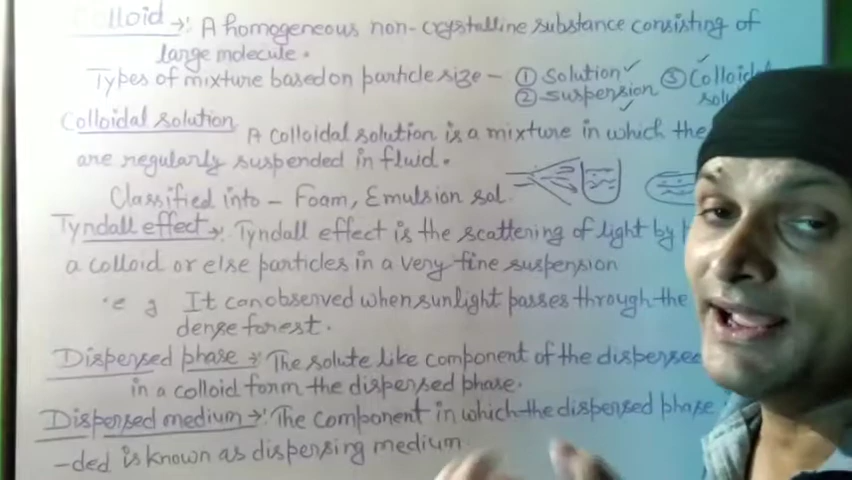 Colloid →: A homogeneous non-crystalline substance consisting of
large molecule.
Types of mixture based on particle size – ① Solution ✓ ③ Colloidal
② suspension ✓ solu
Colloidal solution A colloidal solution is a mixture in which the
are regularly suspended in fluid.
Classified into – Foam, Emulsion sol.
Tyndall effect →: Tyndall effect is the scattering of light by
a colloid or else particles in a very fine suspension
e g It can observed when sunlight passes through the
dense forest.
Dispersed phase →: The solute like component of the dispersed
in a colloid form the dispersed phase.
Dispersed medium →: The component in which the dispersed phase
-ded is known as dispersing medium